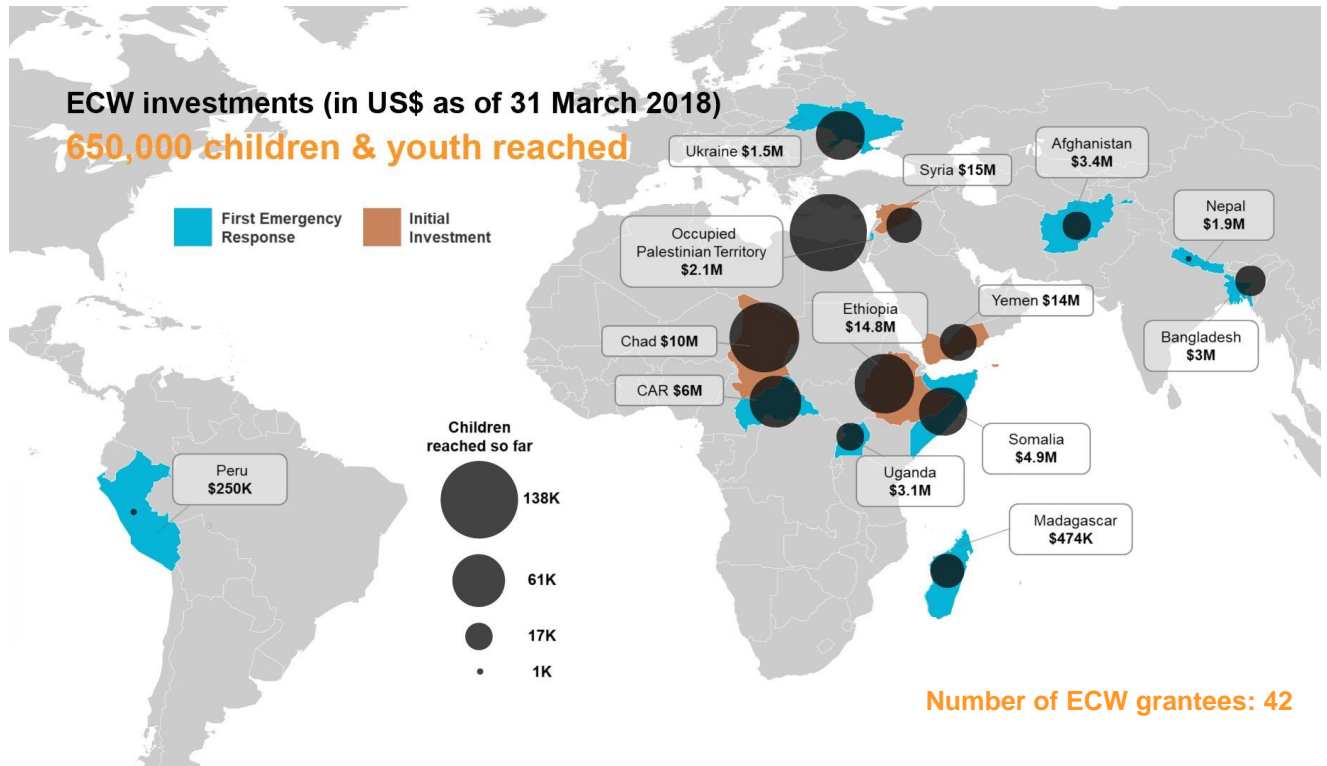 ECW investments (in US$ as of 31 March 2018)
650,000 children & youth reached
First Emergency
Response
Initial
Investment
Ukraine $1.5M
Syria $15M
Afghanistan
$3.4M
Nepal
$1.9M
Occupied
Palestinian Territory
$2.1M
Bangladesh
$3M
Yemen $14M
Ethiopia
$14.8M
Chad $10M
CAR $6M
Somalia
$4.9M
Uganda
$3.1M
Madagascar
$474K
Peru
$250K
Children
reached so far
138K
61K
17K
1K
Number of ECW grantees: 42